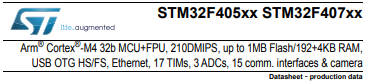 STM32F405xx STM32F407xx
ST
life.augmented
Arm® Cortex®-M4 32b MCU+FPU, 210DMIPS, up to 1MB Flash/192+4KB RAM,
USB OTG HS/FS, Ethernet, 17 TIMs, 3 ADCs, 15 comm. interfaces & camera
Datasheet - production data